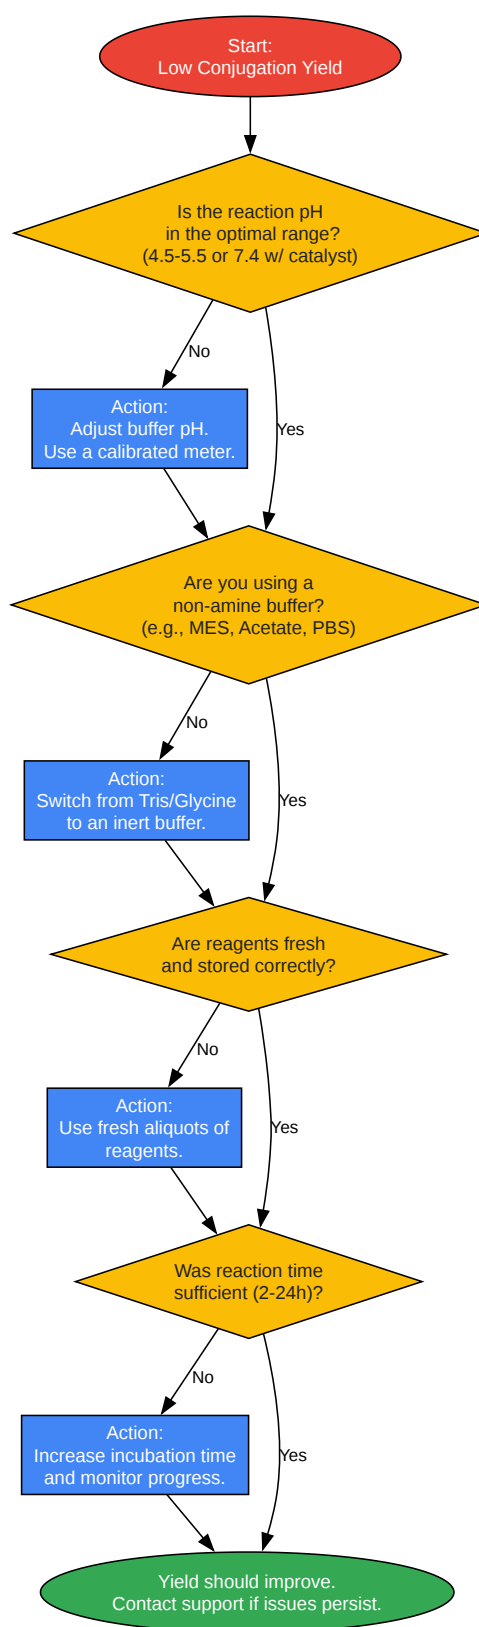 Start:
Low Conjugation Yield
Is the reaction pH
in the optimal range?
(4.5-5.5 or 7.4 w/ catalyst)
No
Yes
Action:
Adjust buffer pH.
Use a calibrated meter.
Are you using a
non-amine buffer?
(e.g., MES, Acetate, PBS)
No
Yes
Action:
Switch from Tris/Glycine
to an inert buffer.
Are reagents fresh
and stored correctly?
No
Yes
Action:
Use fresh aliquots of
reagents.
Was reaction time
sufficient (2-24h)?
No
Yes
Action:
Increase incubation time
and monitor progress.
Yield should improve.
Contact support if issues persist.